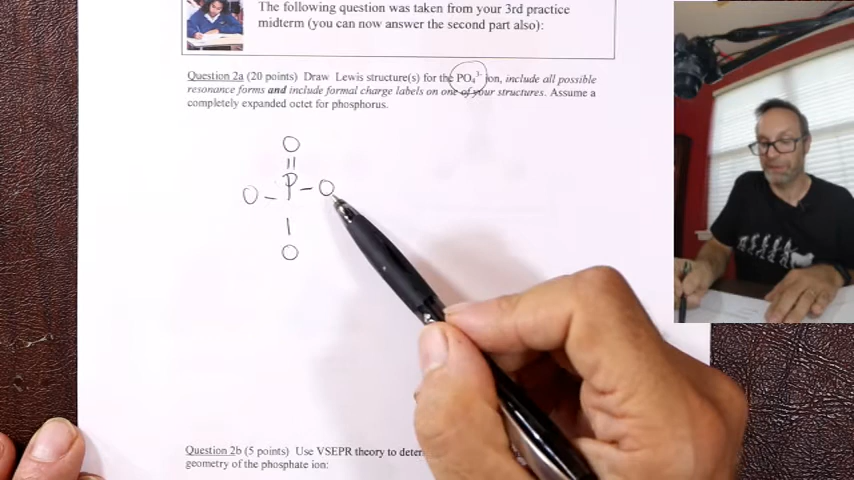 The following question was taken from your 3rd practice
midterm (you can now answer the second part also):
Question 2a (20 points) Draw Lewis structure(s) for the PO₄³⁻ ion, include all possible
resonance forms and include formal charge labels on one of your structures. Assume a
completely expanded octet for phosphorus.
O
O P O
O
Question 2b (5 points) Use VSEPR theory to
geometry of the phosphate ion: